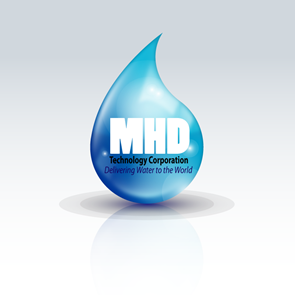 MHD
Technology Corporation
Delivering Water to the World